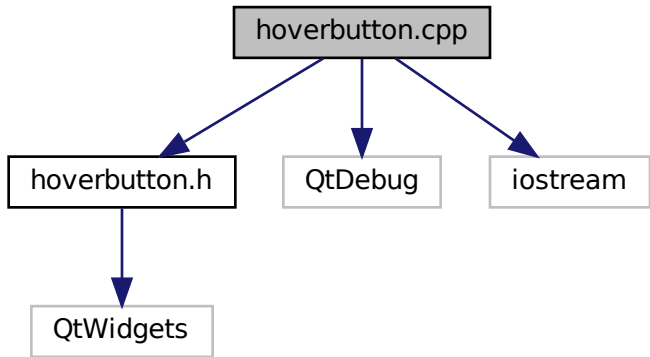 hoverbutton.cpp
hoverbutton.h
QtDebug
iostream
QtWidgets